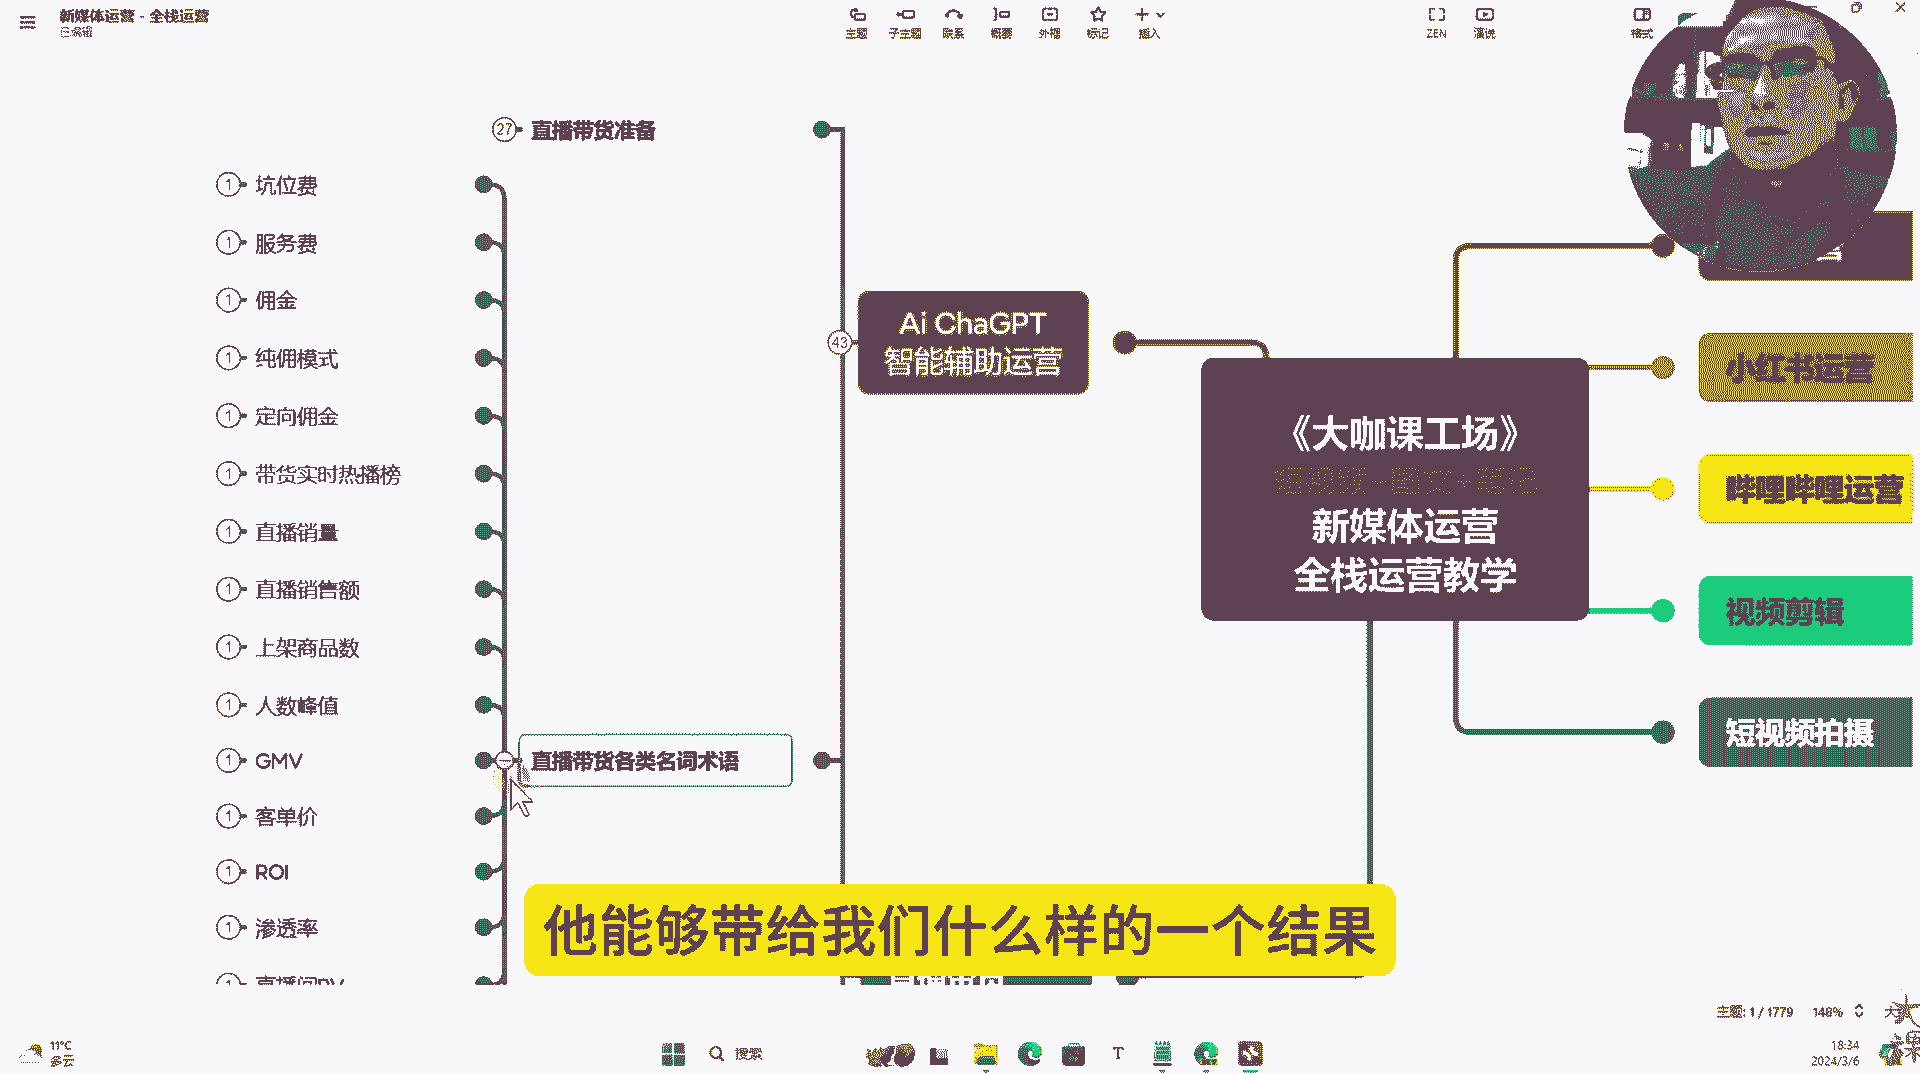 新媒体运营 - 全栈运营
已编辑
主题
子主题
联系
概要
外框
标记
插入
ZEN
演说
格式
27
直播带货准备
1 坑位费
1 服务费
1 佣金
1 纯佣模式
1 定向佣金
1 带货实时热播榜
1 直播销量
1 直播销售额
1 上架商品数
1 人数峰值
1 GMV
直播带货各类名词术语
1 客单价
1 ROI
1 渗透率
43
Ai ChaGPT
智能辅助运营
《大咖课工场》
新媒体运营
全栈运营教学
小红书运营
哔哩哔哩运营
视频剪辑
短视频拍摄
他能够带给我们什么样的一个结果
主题: 1 / 1779
148%
11°C
多云
搜索
18:34
2024/3/6